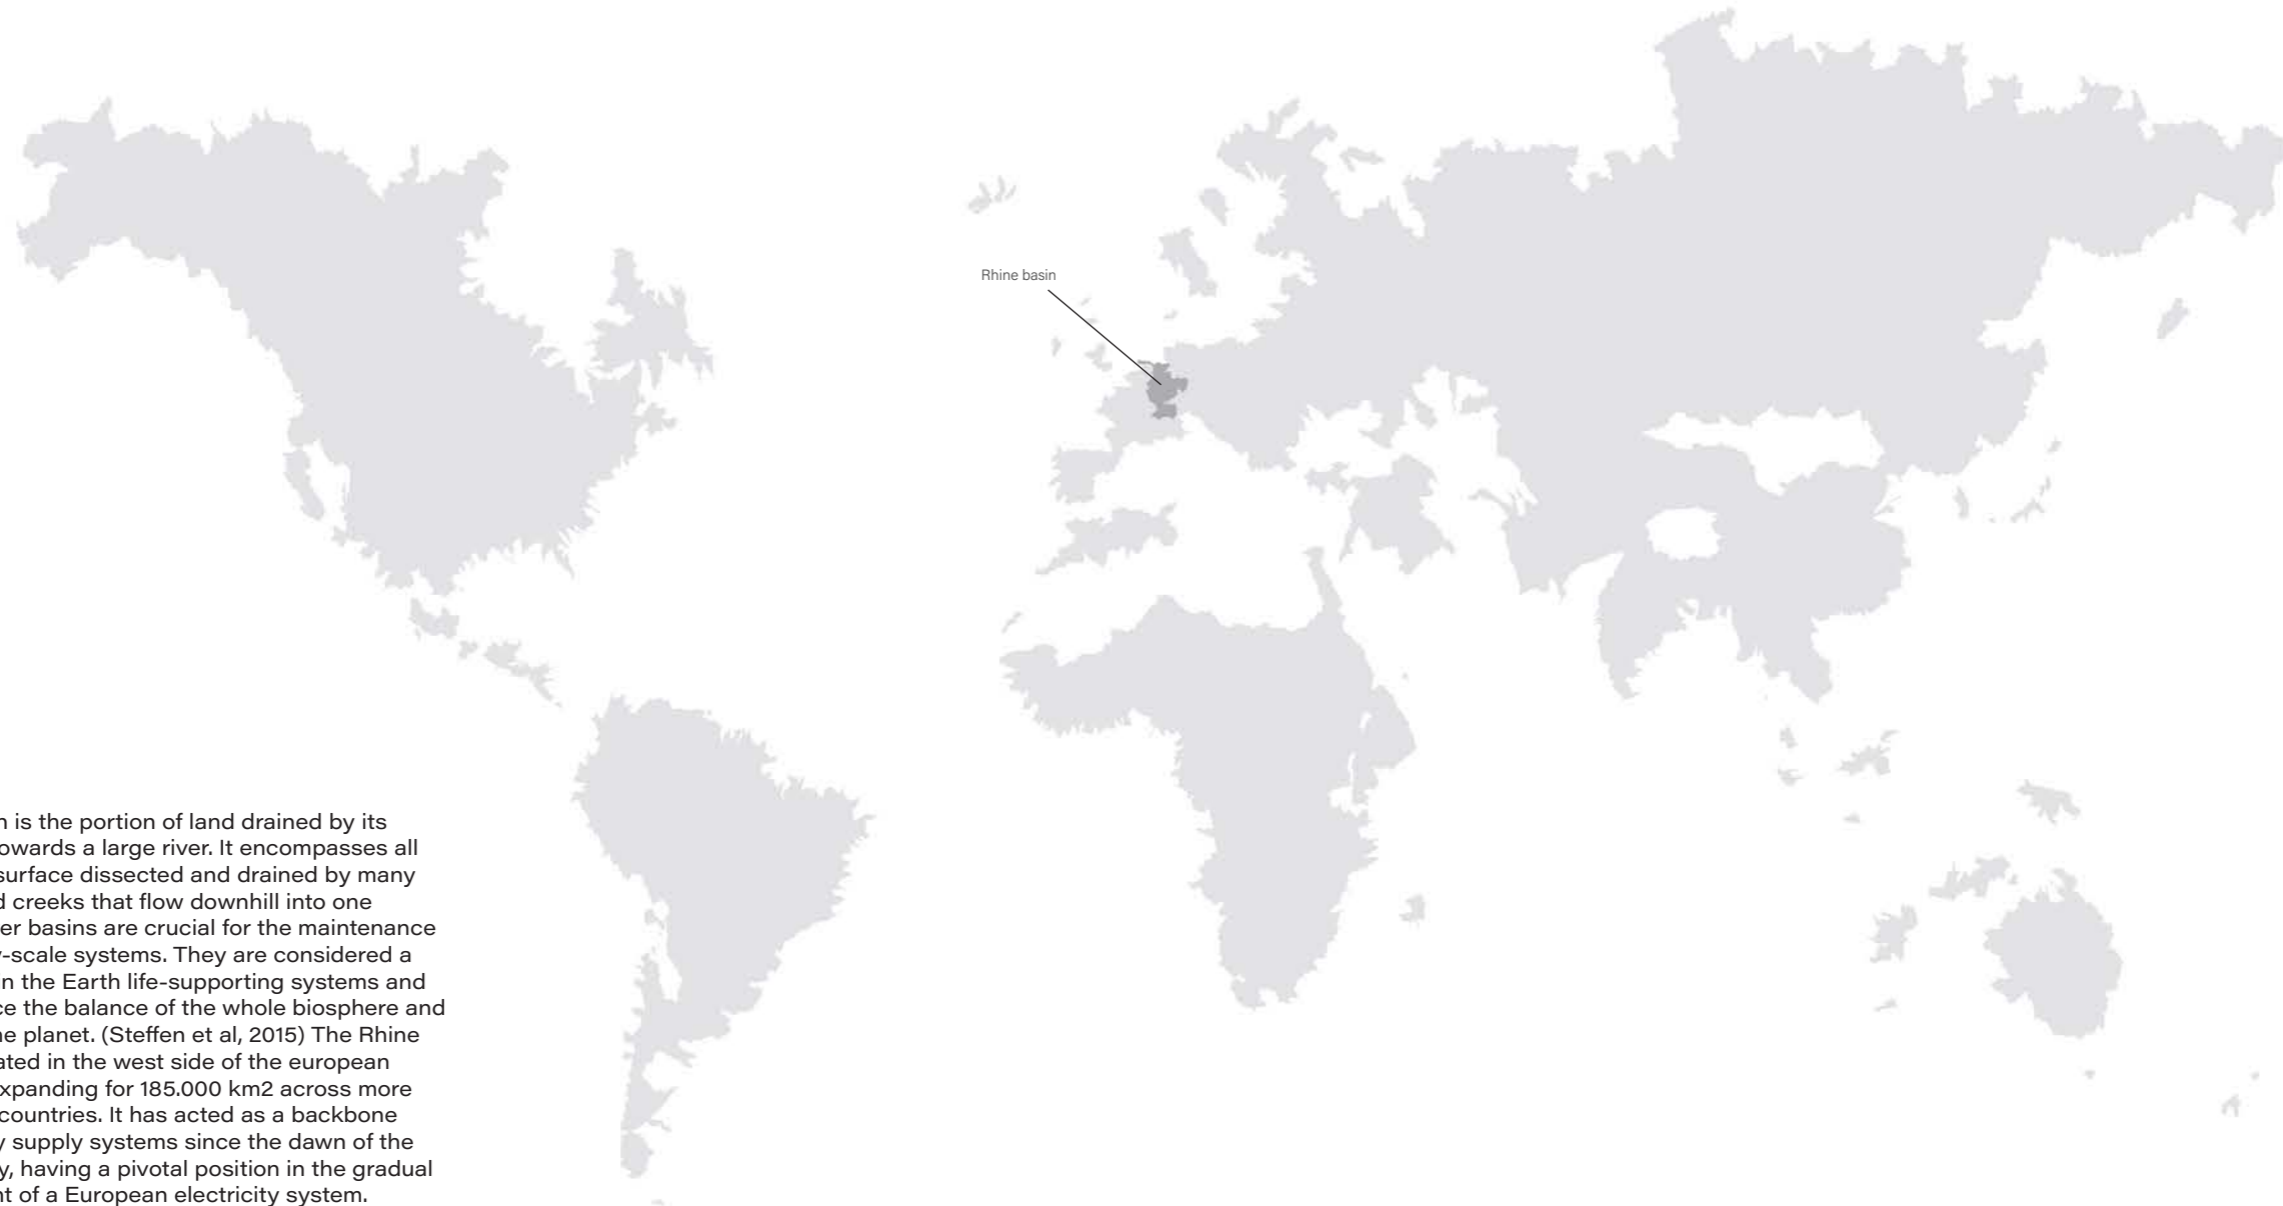 Rhine basin
n is the portion of land drained by its
owards a large river. It encompasses all
surface dissected and drained by many
d creeks that flow downhill into one
er basins are crucial for the maintenance
y-scale systems. They are considered a
in the Earth life-supporting systems and
ce the balance of the whole biosphere and
ne planet. (Steffen et al, 2015) The Rhine
ated in the west side of the european
xpanding for 185.000 km2 across more
countries. It has acted as a backbone
y supply systems since the dawn of the
y, having a pivotal position in the gradual
nt of a European electricity system.